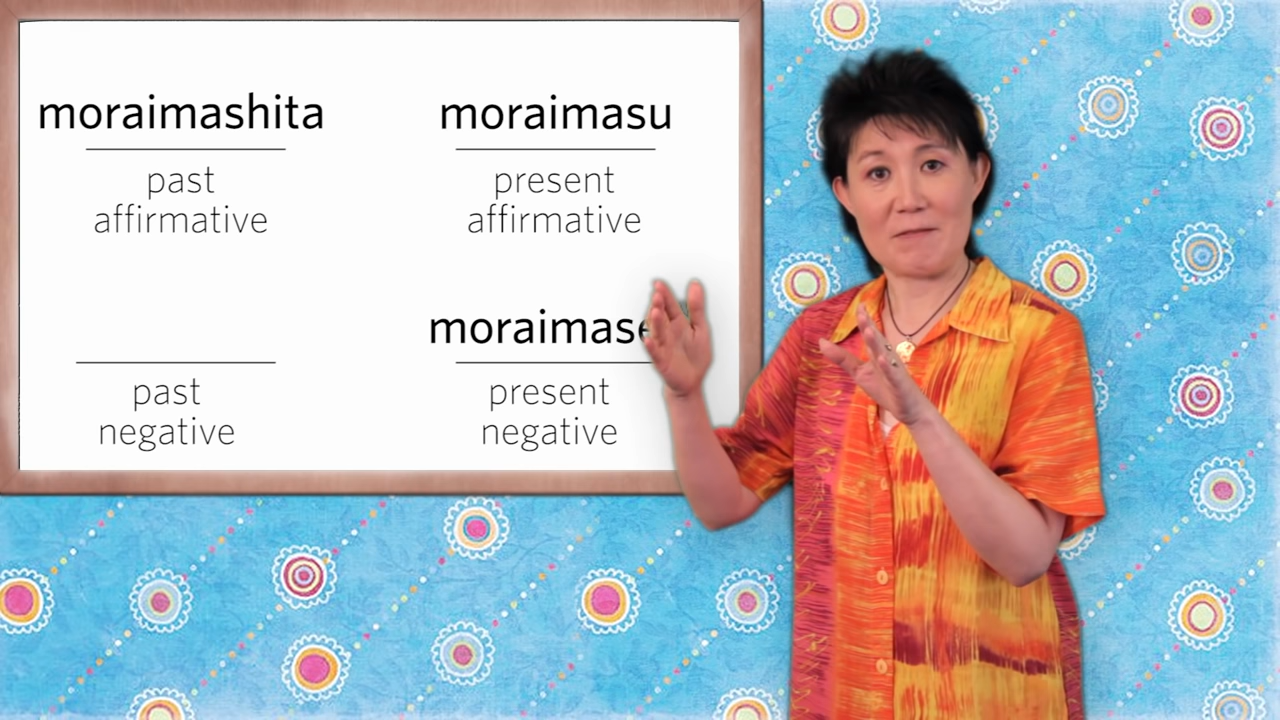 moraimashita
past
affirmative
moraimasu
present
affirmative
past
negative
present
negative